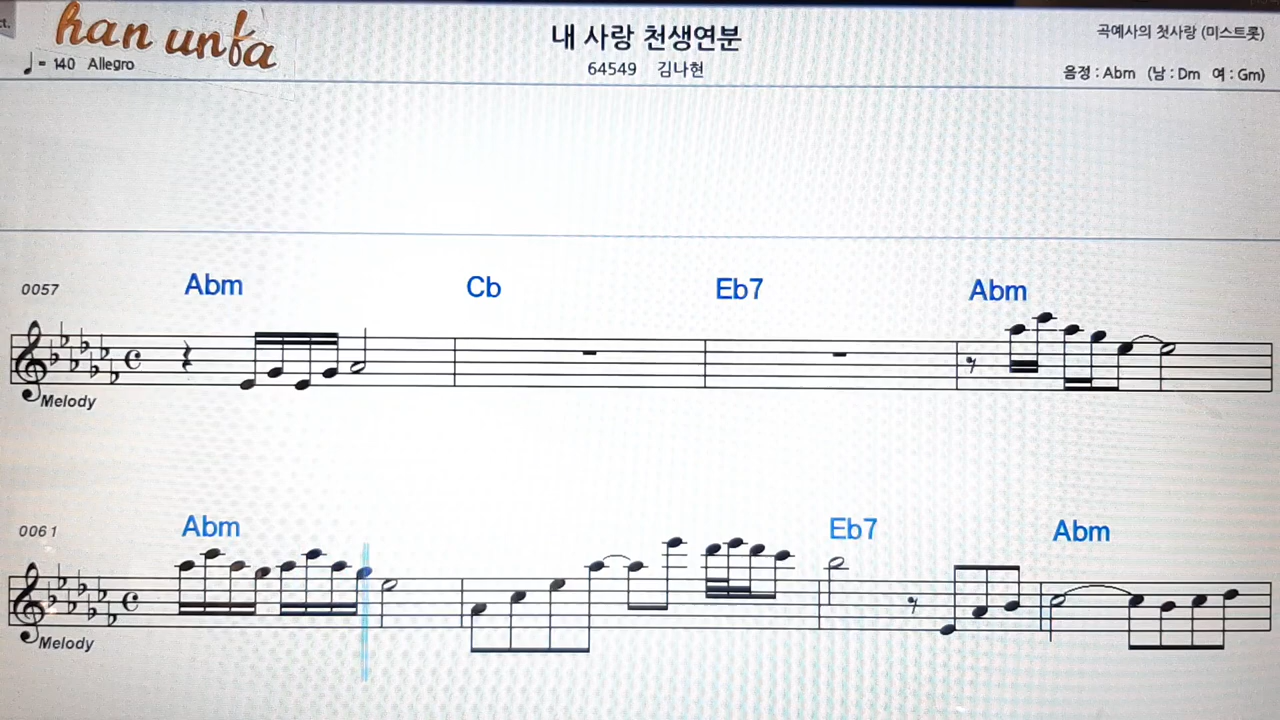 ct.
han unfa
내 사랑 천생연분
곡예사의 첫사랑 (미스트롯)
♩= 140 Allegro
64549 김나현
음정 : Abm (남 : Dm 여 : Gm)
0057 Abm Cb Eb7 Abm
Melody
0061 Abm Eb7 Abm
Melody